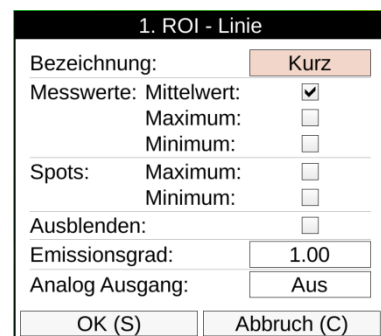 1. ROI - Linie
Bezeichnung: Kurz
Messwerte: Mittelwert:
Maximum:
Minimum:
Spots: Maximum:
Minimum:
Ausblenden:
Emissionsgrad: 1.00
Analog Ausgang: Aus
OK (S) Abbruch (C)